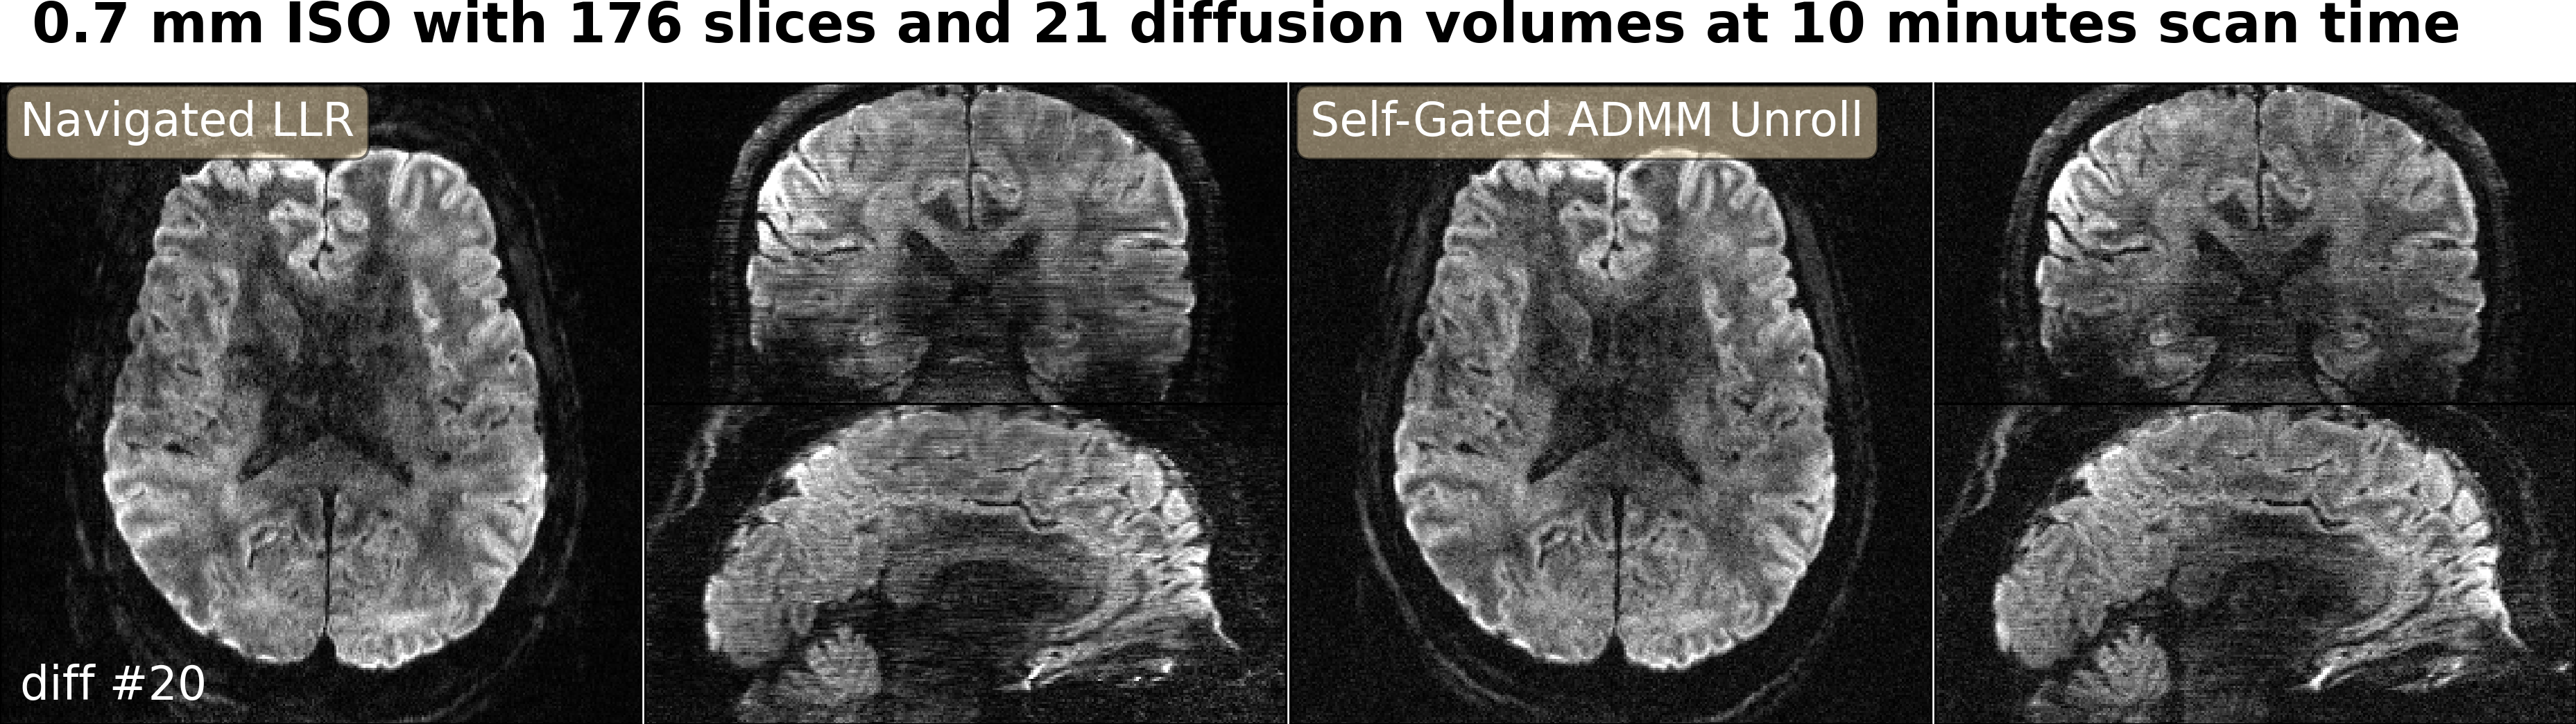 0.7 mm ISO with 176 slices and 21 diffusion volumes at 10 minutes scan time
Navigated LLR
Self-Gated ADMM Unroll
diff #20